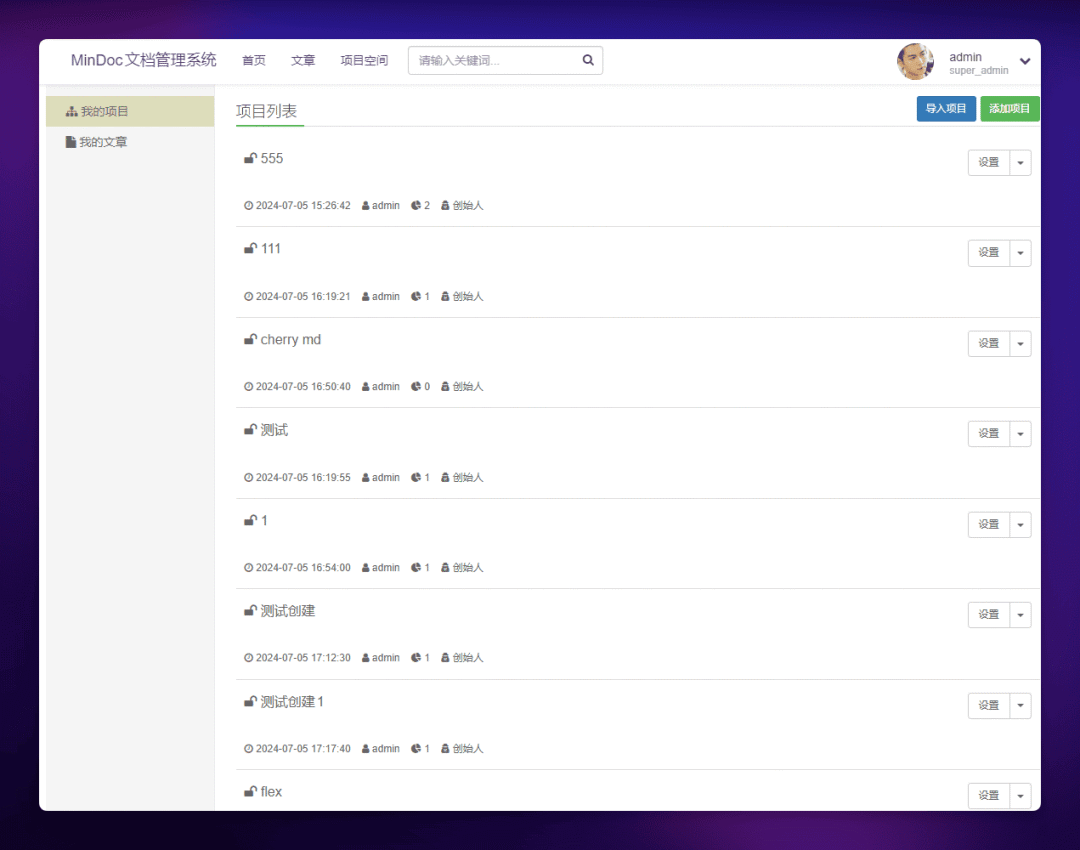 MinDoc文档管理系统 首页 文章 项目空间 请输入关键词... admin
super_admin
我的项目
我的文章
项目列表 导入项目 添加项目
555 设置
2024-07-05 15:26:42 admin 2 创始人
111 设置
2024-07-05 16:19:21 admin 1 创始人
cherry md 设置
2024-07-05 16:50:40 admin 0 创始人
测试 设置
2024-07-05 16:19:55 admin 1 创始人
1 设置
2024-07-05 16:54:00 admin 1 创始人
测试创建 设置
2024-07-05 17:12:30 admin 1 创始人
测试创建1 设置
2024-07-05 17:17:40 admin 1 创始人
flex 设置